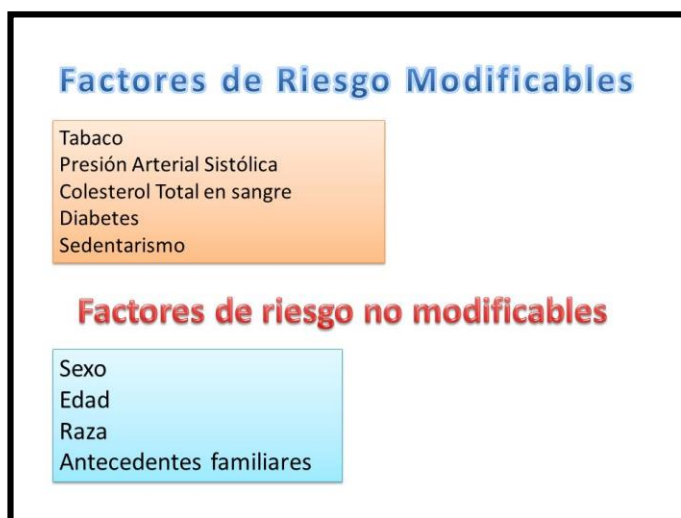 Factores de Riesgo Modificables
Tabaco
Presión Arterial Sistólica
Colesterol Total en sangre
Diabetes
Sedentarismo
Factores de riesgo no modificables
Sexo
Edad
Raza
Antecedentes familiares